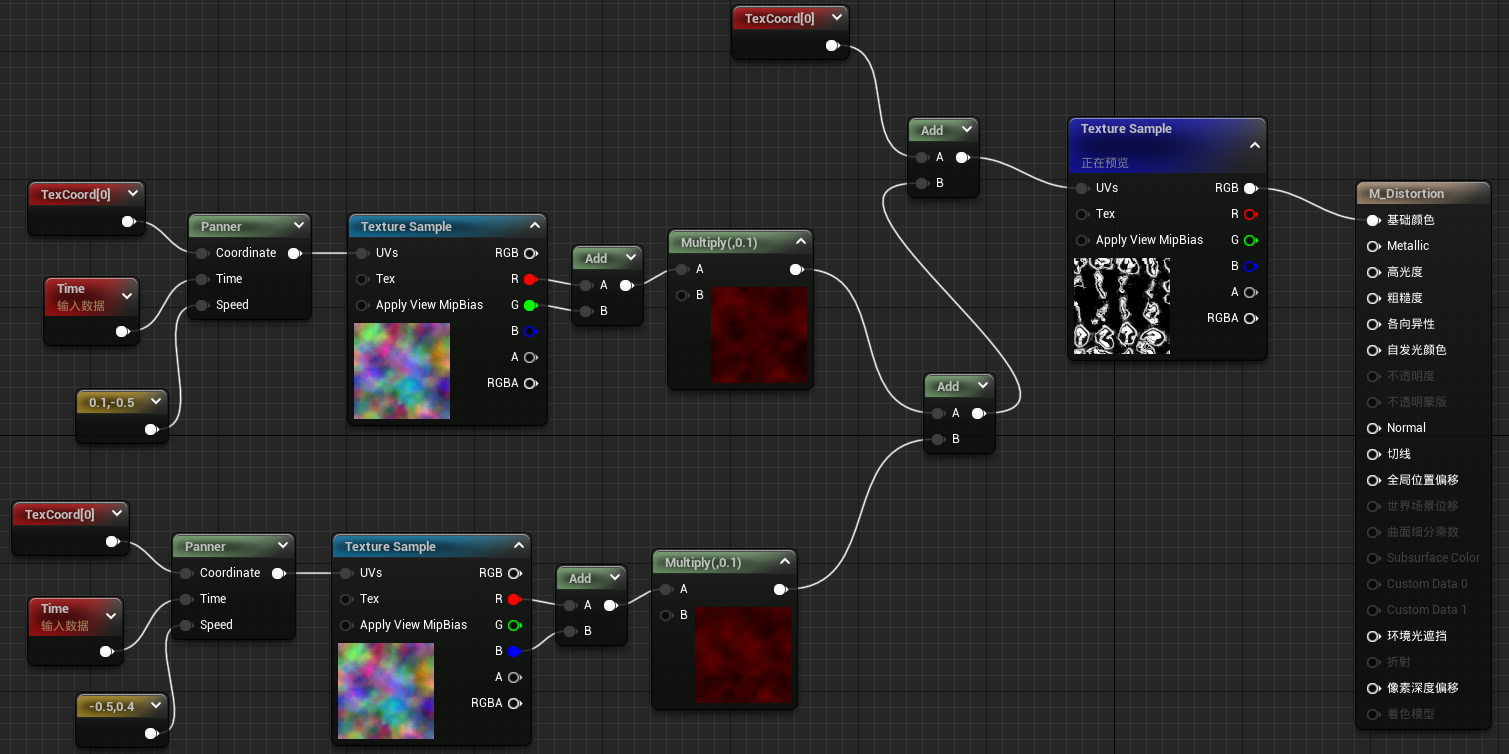 TexCoord[0]
Add
A
B
Texture Sample
正在预览
UVs
RGB
Tex
R
Apply View MipBias
G
B
A
RGBA
M_Distortion
基础颜色
Metallic
高光度
粗糙度
各向异性
自发光颜色
不透明度
不透明蒙版
Normal
切线
全局位置偏移
世界场景位移
曲面细分乘数
Subsurface Color
Custom Data 0
Custom Data 1
环境光遮挡
折射
像素深度偏移
着色模型
TexCoord[0]
Time
输入数据
0.1,-0.5
Panner
Coordinate
Time
Speed
Texture Sample
UVs
RGB
Tex
R
Apply View MipBias
G
B
A
RGBA
Add
A
B
Multiply(,0.1)
A
B
Add
A
B
TexCoord[0]
Time
输入数据
-0.5,0.4
Panner
Coordinate
Time
Speed
Texture Sample
UVs
RGB
Tex
R
Apply View MipBias
G
B
A
RGBA
Add
A
B
Multiply(,0.1)
A
B